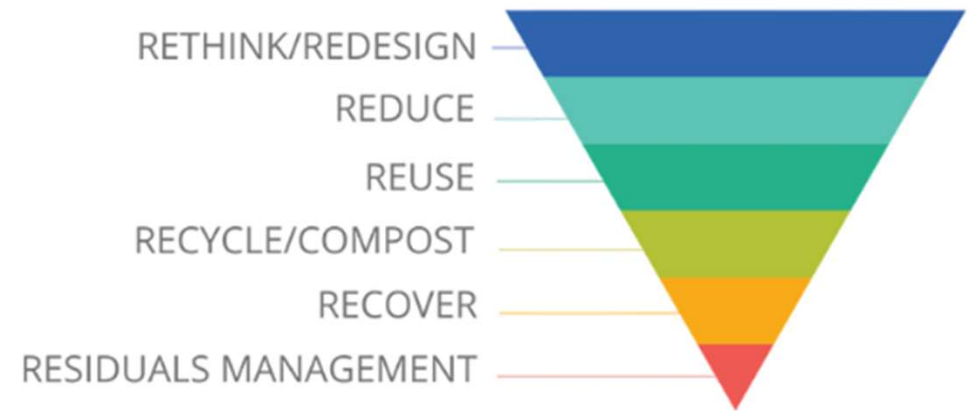 RETHINK/REDESIGN
REDUCE
REUSE
RECYCLE/COMPOST
RECOVER
RESIDUALS MANAGEMENT